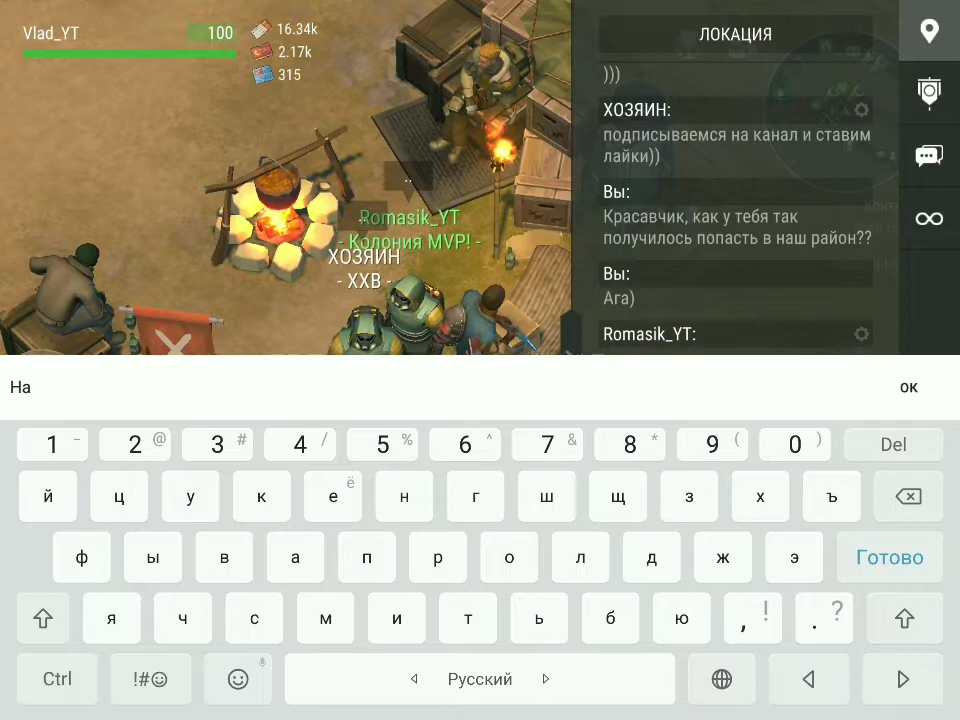 Vlad_YT
100
16.34k
2.17k
315
ЛОКАЦИЯ
)))
ХОЗЯИН:
подписываемся на канал и ставим
лайки))
Вы:
Красавчик, как у тебя так
получилось попасть в наш район??
Вы:
Ага)
Romasik_YT:
..
Romasik_YT
- Колония MVP! -
ХОЗЯИН
- XXB -
На
ОК
1 - 2 @ 3 # 4 / 5 % 6 ^ 7 & 8 * 9 ( 0 ) Del
й ц у к е ё н г ш щ з х ъ
ф ы в а п р о л д ж э Готово
я ч с м и т ь б ю , ! . ?
Ctrl !#☺ Русский